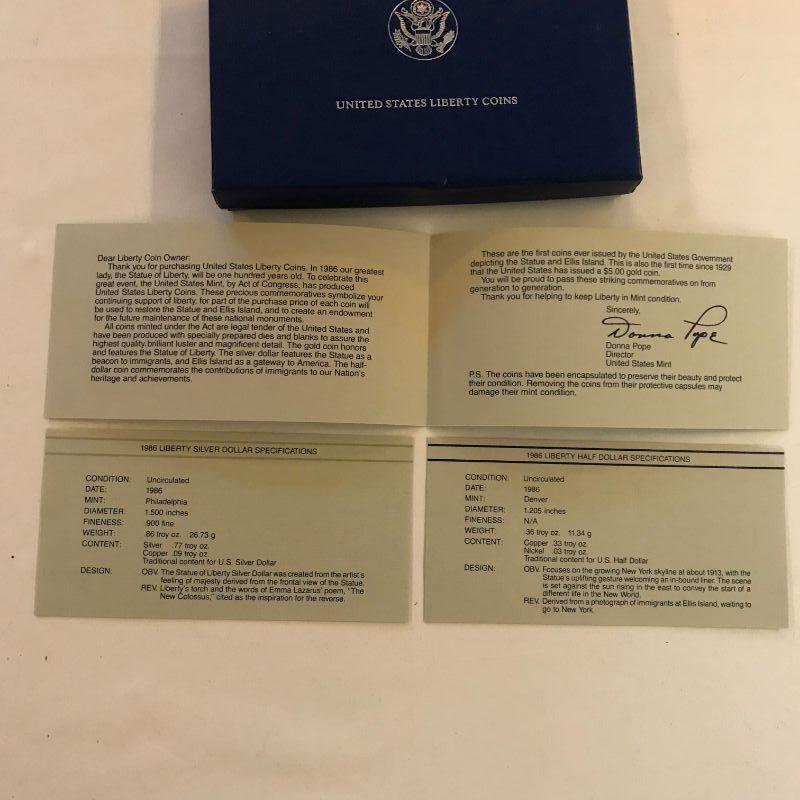 UNITED STATES LIBERTY COINS
Dear Liberty Coin Owner:
Thank you for purchasing United States Liberty Coins. In 1986 our greatest
lady, the Statue of Liberty, will be one hundred years old. To celebrate this
great event, the United States Mint, by Act of Congress, has produced
United States Liberty Coins. These precious commemoratives symbolize your
continuing support of liberty, for part of the purchase price of each coin will
be used to restore the Statue and Ellis Island, and to create an endowment
for the future maintenance of these national monuments.
All coins minted under the Act are legal tender of the United States and
have been produced with specially prepared dies and blanks to assure the
highest quality, brilliant luster and magnificent detail. The gold coin honors
and features the Statue of Liberty. The silver dollar features the Statue as a
beacon to immigrants, and Ellis Island as a gateway to America. The half-
dollar coin commemorates the contributions of immigrants to our Nation's
heritage and achievements.
These are the first coins ever issued by the United States Government
depicting the Statue and Ellis Island. This is also the first time since 1929
that the United States has issued a $5.00 gold coin.
You will be proud to pass these striking commemoratives on from
generation to generation.
Thank you for helping to keep Liberty in Mint condition.
Sincerely,
Donna Pope
Donna Pope
Director
United States Mint
P.S. The coins have been encapsulated to preserve their beauty and protect
their condition. Removing the coins from their protective capsules may
damage their mint condition.
1986 LIBERTY SILVER DOLLAR SPECIFICATIONS
CONDITION: Uncirculated
DATE: 1986
MINT: Philadelphia
DIAMETER: 1.500 inches
FINENESS: .900 fine
WEIGHT: .86 troy oz. 26.73 g
CONTENT: Silver .77 troy oz.
Copper .09 troy oz.
Traditional content for U.S. Silver Dollar
DESIGN: OBV. The Statue of Liberty Silver Dollar was created from the artist's
feeling of majesty derived from the frontal view of the Statue.
REV. Liberty's torch and the words of Emma Lazarus' poem, "The
New Colossus," cited as the inspiration for the reverse.
1986 LIBERTY HALF DOLLAR SPECIFICATIONS
CONDITION: Uncirculated
DATE: 1986
MINT: Denver
DIAMETER: 1.205 inches
FINENESS: N/A
WEIGHT: .36 troy oz. 11.34 g
CONTENT: Copper .33 troy oz.
Nickel .03 troy oz.
Traditional content for U.S. Half Dollar
DESIGN: OBV. Focuses on the growing New York skyline at about 1913, with the
Statue's uplifting gesture welcoming an in-bound liner. The scene
is set against the sun rising in the east to convey the start of a
different life in the New World.
REV. Derived from a photograph of immigrants at Ellis Island, waiting to
go to New York.